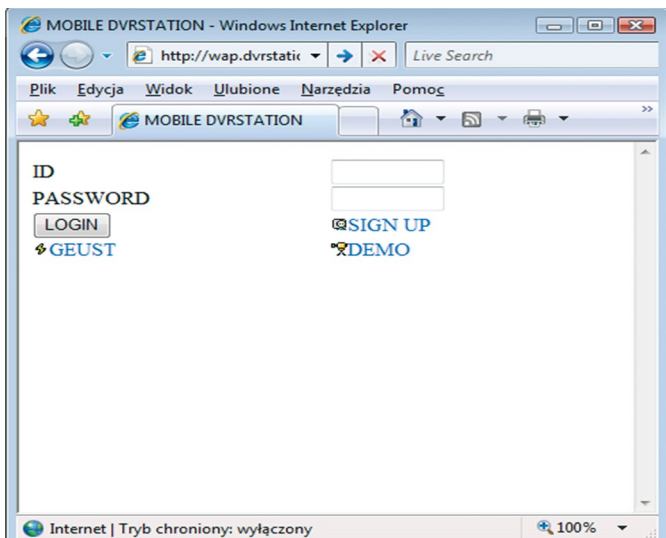 MOBILE DVRSTATION - Windows Internet Explorer
http://wap.dvrstatic Live Search
Plik Edycja Widok Ulubione Narzędzia Pomoc
MOBILE DVRSTATION
ID
PASSWORD
LOGIN SIGN UP
GEUST DEMO
Internet | Tryb chroniony: wyłączony 100%